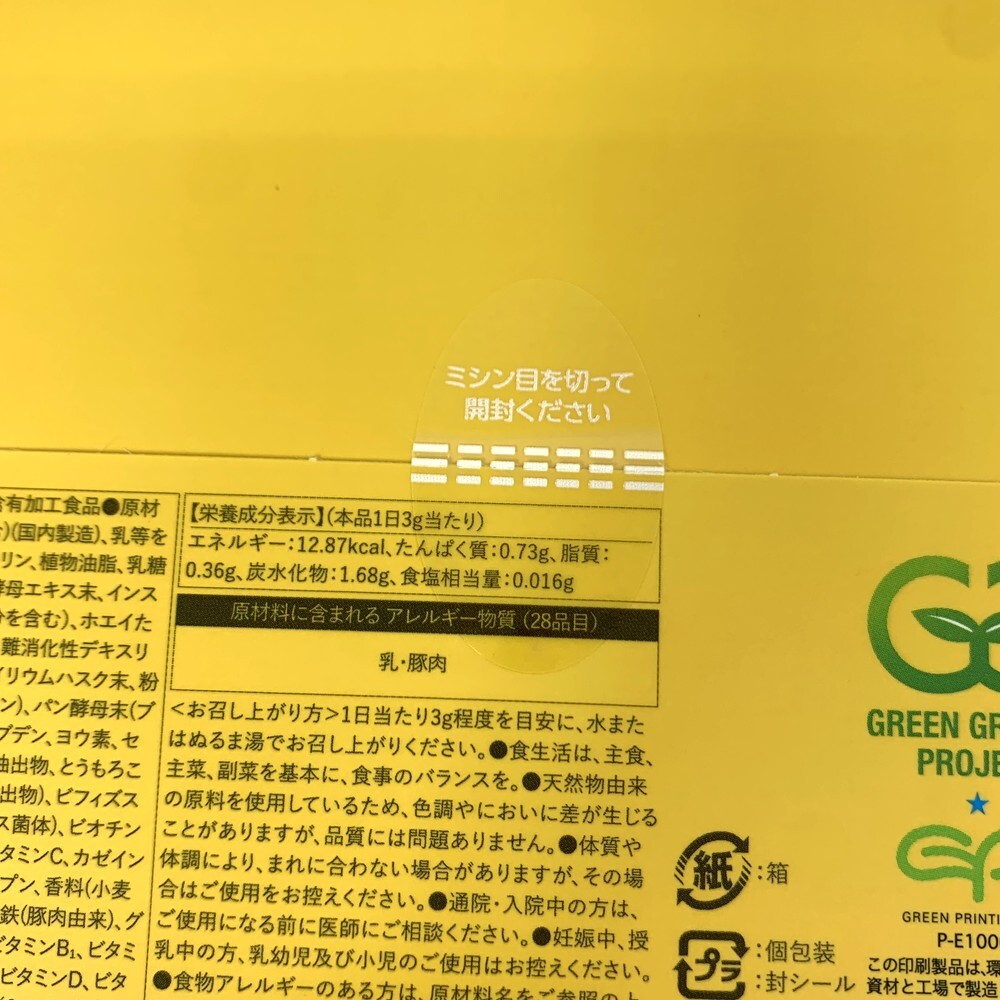 ミシン目を切って
開封ください
含有加工食品●原材
)(国内製造)、乳等を
リン、植物油脂、乳糖
酵母エキス末、インス
分を含む)、ホエイた
難消化性デキスリ
イリウムハスク末、粉
ン)、パン酵母末(ブ
ブデン、ヨウ素、セ
抽出物、とうもろこ
出物)、ビフィズス
ス菌体)、ビオチン
タミンC、カゼイン
プン、香料(小麦
鉄(豚肉由来)、グ
ビタミンB₁、ビタミ
ビタミンD、ビタ
【栄養成分表示】(本品1日3g当たり)
エネルギー:12.87kcal、たんぱく質:0.73g、脂質:
0.36g、炭水化物:1.68g、食塩相当量:0.016g
原材料に含まれる アレルギー物質 (28品目)
乳・豚肉
<お召し上がり方>1日当たり3g程度を目安に、水また
はぬるま湯でお召し上がりください。●食生活は、主食、
主菜、副菜を基本に、食事のバランスを。●天然物由来
の原料を使用しているため、色調やにおいに差が生じる
ことがありますが、品質には問題ありません。●体質や
体調により、まれに合わない場合がありますが、その場
合はご使用をお控えください。●通院・入院中の方は、
ご使用になる前に医師にご相談ください。●妊娠中、授
乳中の方、乳幼児及び小児のご使用はお控えください。
●食物アレルギーのある方は、原材料名をご参照の上
紙:箱
プラ:個包装
:封シール
GREEN GR
PROJE
GREEN PRINTI
P-E100
この印刷製品は、環
資材と工場で製造